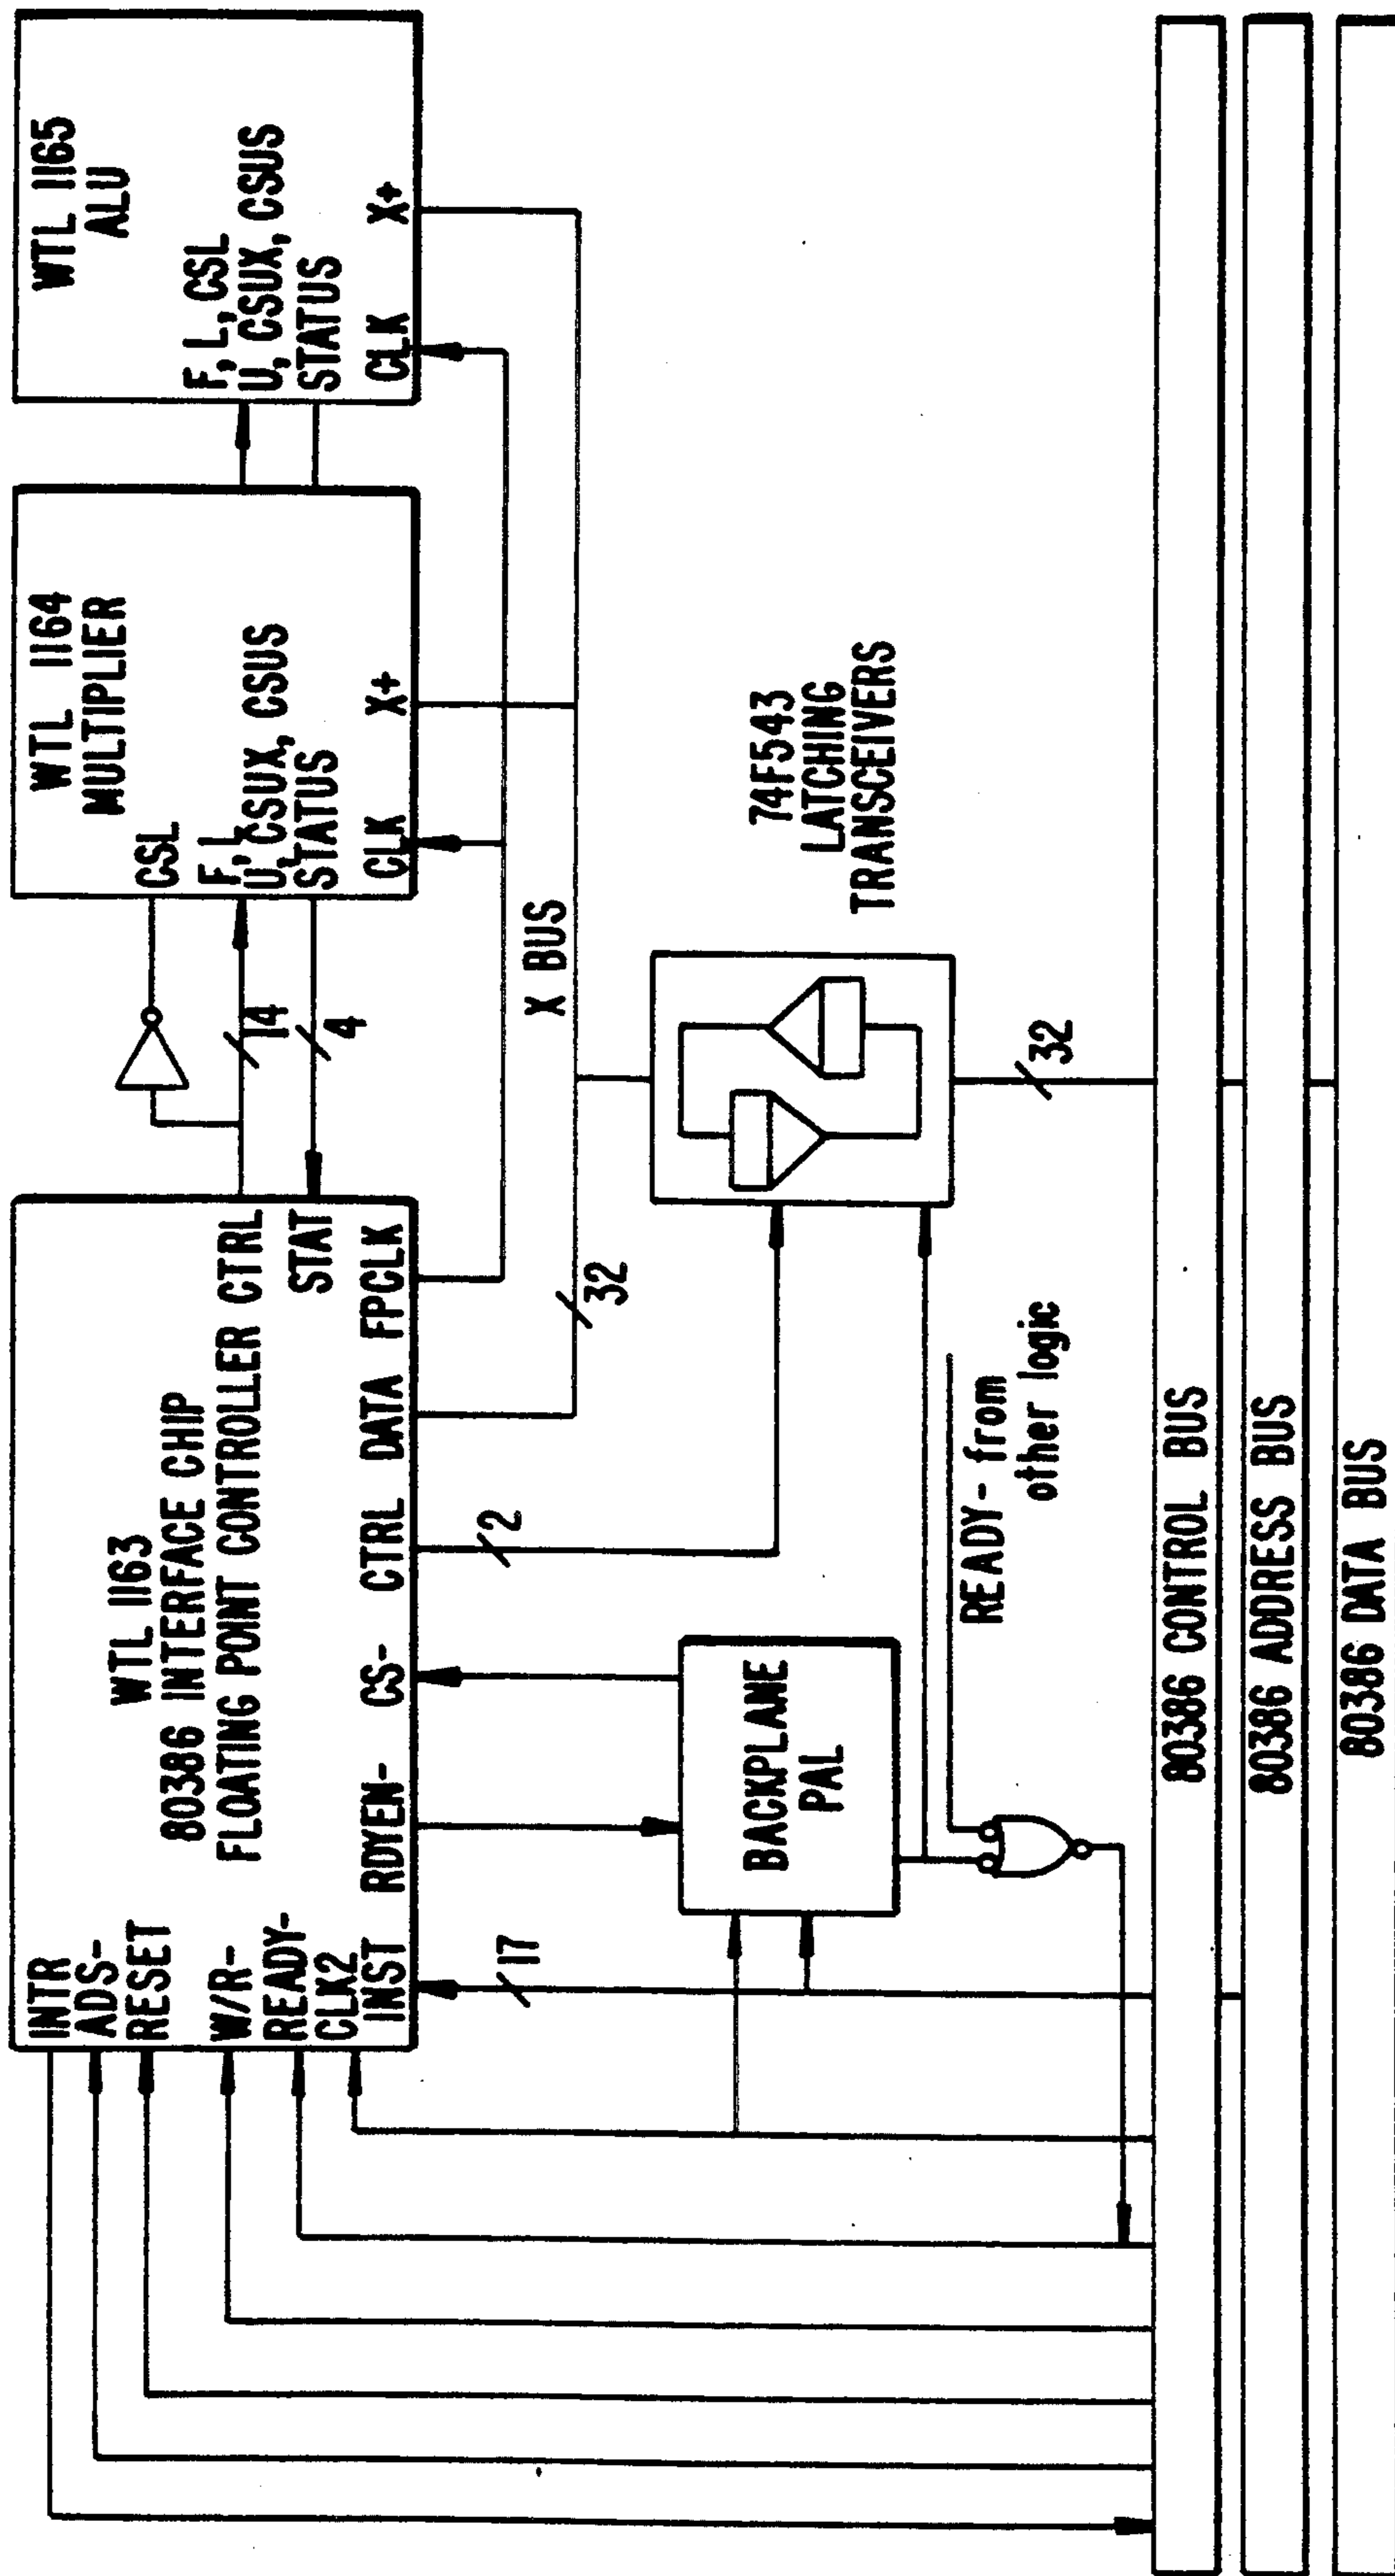 WTL 1163
80386 INTERFACE CHIP
FLOATING POINT CONTROLLER CTRL
INTR
ADS-
RESET
W/R-
READY-
CLK2
INST
RDYEN-
CS-
CTRL
DATA
FPCLK
STAT
WTL 1164
MULTIPLIER
CSL
F, L
U, CSUX, CSUS
STATUS
CLK
X+
WTL 1165
ALU
F, L, CSL
U, CSUX, CSUS
STATUS
CLK
X+
14
4
17
2
32
X BUS
BACKPLANE
PAL
74F543
LATCHING
TRANSCEIVERS
READY- from
other logic
32
80386 CONTROL BUS
80386 ADDRESS BUS
80386 DATA BUS